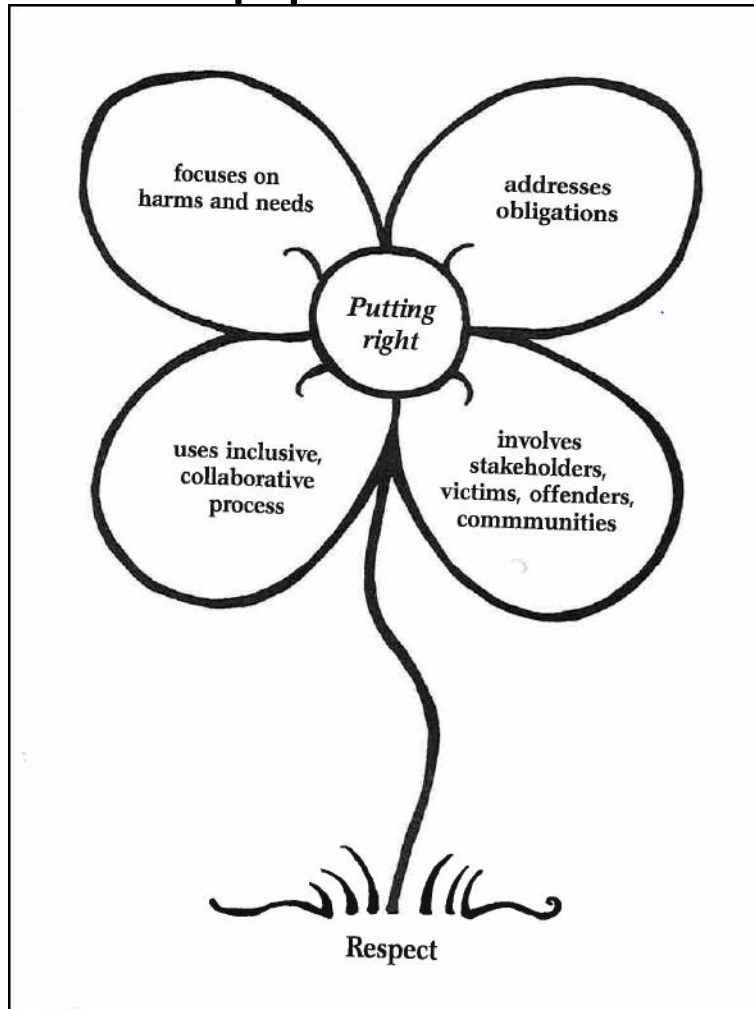 focuses on
harms and needs
addresses
obligations
Putting
right
uses inclusive,
collaborative
process
involves
stakeholders,
victims, offenders,
commmunities
Respect